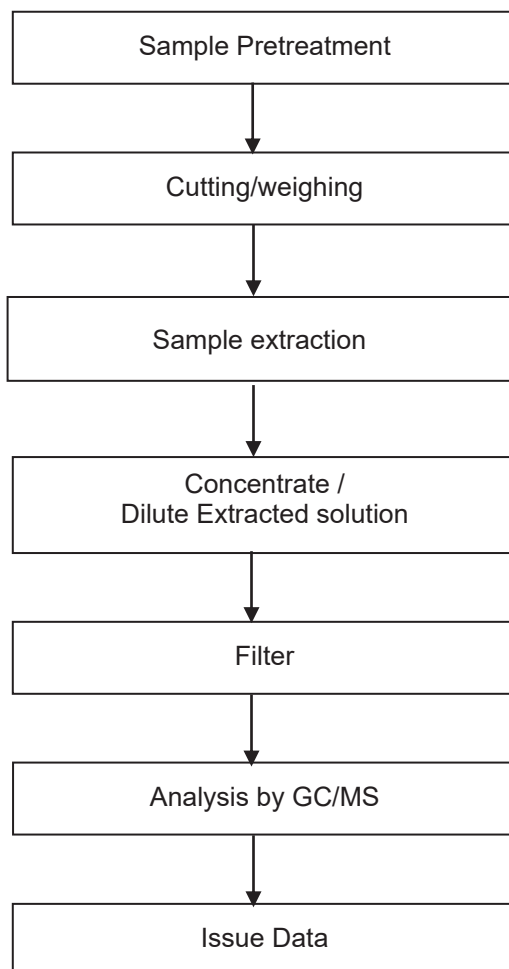 Sample Pretreatment
Cutting/weighing
Sample extraction
Concentrate /
Dilute Extracted solution
Filter
Analysis by GC/MS
Issue Data